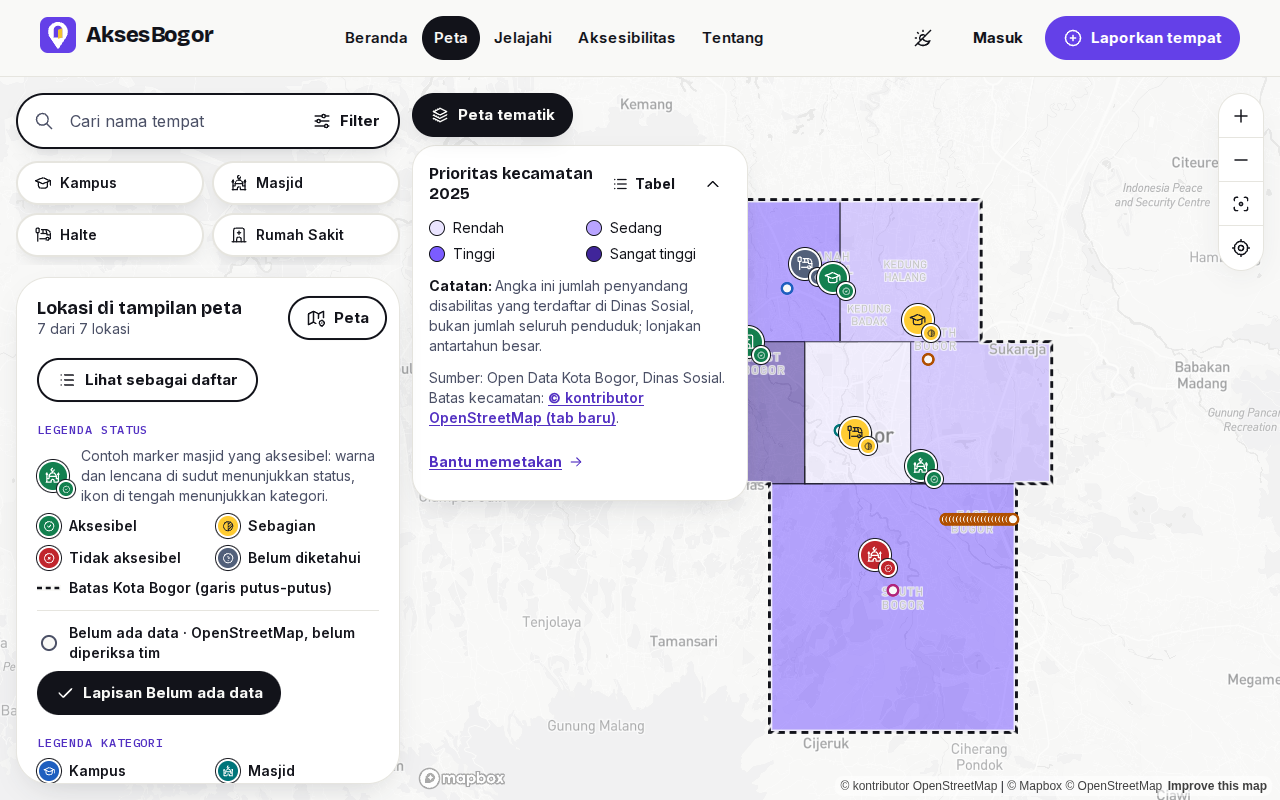 AksesBogor
Beranda
Peta
Jelajahi
Aksesibilitas
Tentang
Masuk
Laporkan tempat
Cari nama tempat
Filter
Kampus
Masjid
Halte
Rumah Sakit
Lokasi di tampilan peta
7 dari 7 lokasi
Peta
Lihat sebagai daftar
LEGENDA STATUS
Contoh marker masjid yang aksesibel: warna
dan lencana di sudut menunjukkan status,
ikon di tengah menunjukkan kategori.
Aksesibel
Sebagian
Tidak aksesibel
Belum diketahui
Batas Kota Bogor (garis putus-putus)
Belum ada data · OpenStreetMap, belum
diperiksa tim
Lapisan Belum ada data
LEGENDA KATEGORI
Kampus
Masjid
Peta tematik
Prioritas kecamatan
2025
Tabel
Rendah
Sedang
Tinggi
Sangat tinggi
Catatan: Angka ini jumlah penyandang
disabilitas yang terdaftar di Dinas Sosial,
bukan jumlah seluruh penduduk; lonjakan
antartahun besar.
Sumber: Open Data Kota Bogor, Dinas Sosial.
Batas kecamatan: © kontributor
OpenStreetMap (tab baru).
Bantu memetakan
Kemang
Citeure
Indonesia Peace
and Security Centre
KEDUNG
HALANG
KEDUNG
BADAK
BOGOR
Sukaraja
BOGOR
Babakan
Madang
Gunung Pancar
Recreation
or
BOGOR
SOUTH
BOGOR
Tenjolaya
Tamansari
Megame
Gunung Malang
Cijeruk
Ciherang
Pondok
Ciawi
mapbox
© kontributor OpenStreetMap | © Mapbox © OpenStreetMap Improve this map